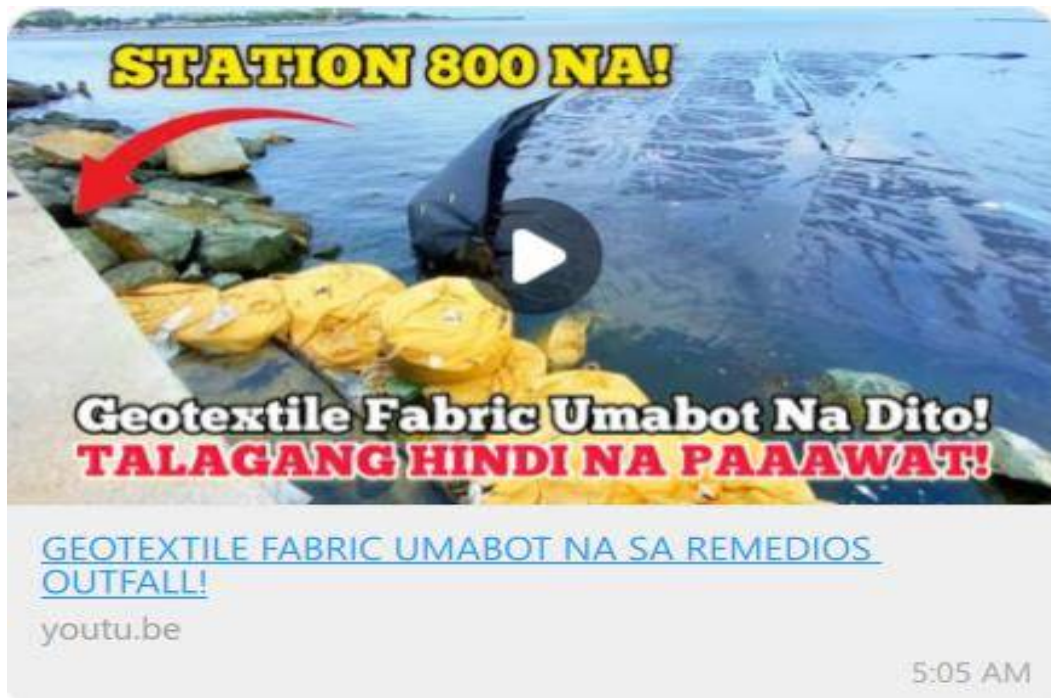 STATION 800 NA!
Geotextile Fabric Umabot Na Dito!
TALAGANG HINDI NA PAAAWAT!
GEOTEXTILE FABRIC UMABOT NA SA REMEDIOS
OUTFALL!
youtu.be
5:05 AM